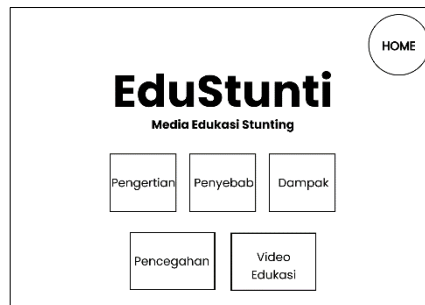 HOME
EduStunti
Media Edukasi Stunting
Pengertian
Penyebab
Dampak
Pencegahan
Video
Edukasi